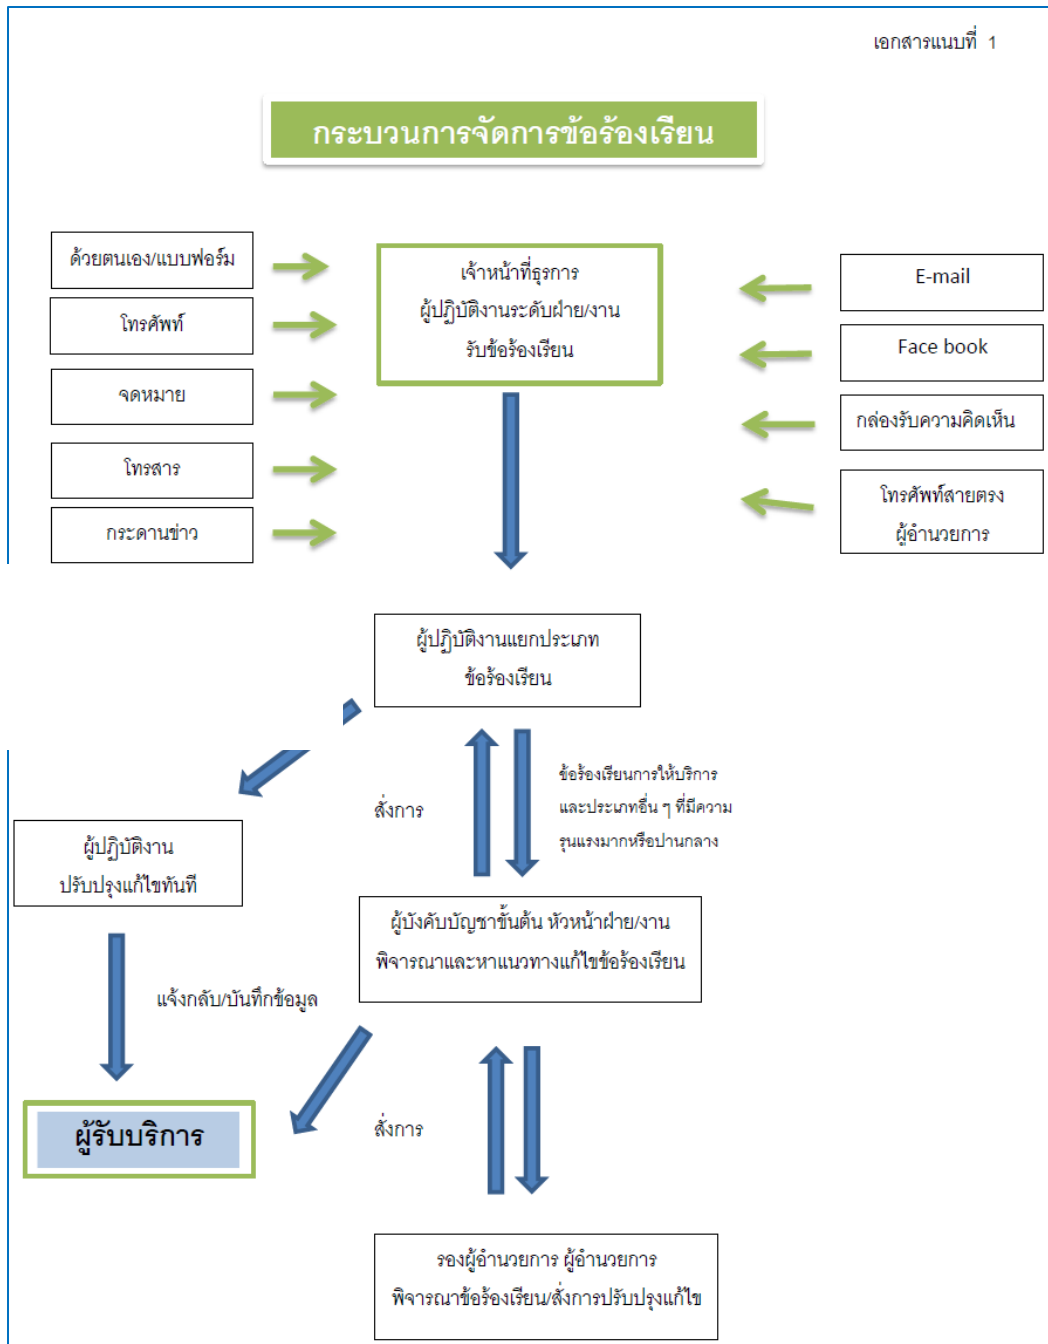 เอกสารแนบที่ 1
กระบวนการจัดการข้อร้องเรียน
ด้วยตนเอง/แบบฟอร์ม
โทรศัพท์
จดหมาย
โทรสาร
กระดานข่าว
เจ้าหน้าที่ธุรการ
ผู้ปฏิบัติงานระดับฝ่าย/งาน
รับข้อร้องเรียน
E-mail
Face book
กล่องรับความคิดเห็น
โทรศัพท์สายตรง
ผู้อำนวยการ
ผู้ปฏิบัติงานแยกประเภท
ข้อร้องเรียน
สั่งการ
ข้อร้องเรียนการให้บริการ
และประเภทอื่น ๆ ที่มีความ
รุนแรงมากหรือปานกลาง
ผู้ปฏิบัติงาน
ปรับปรุงแก้ไขทันที
ผู้บังคับบัญชาขั้นต้น หัวหน้าฝ่าย/งาน
พิจารณาและหาแนวทางแก้ไขข้อร้องเรียน
แจ้งกลับ/บันทึกข้อมูล
ผู้รับบริการ
สั่งการ
รองผู้อำนวยการ ผู้อำนวยการ
พิจารณาข้อร้องเรียน/สั่งการปรับปรุงแก้ไข